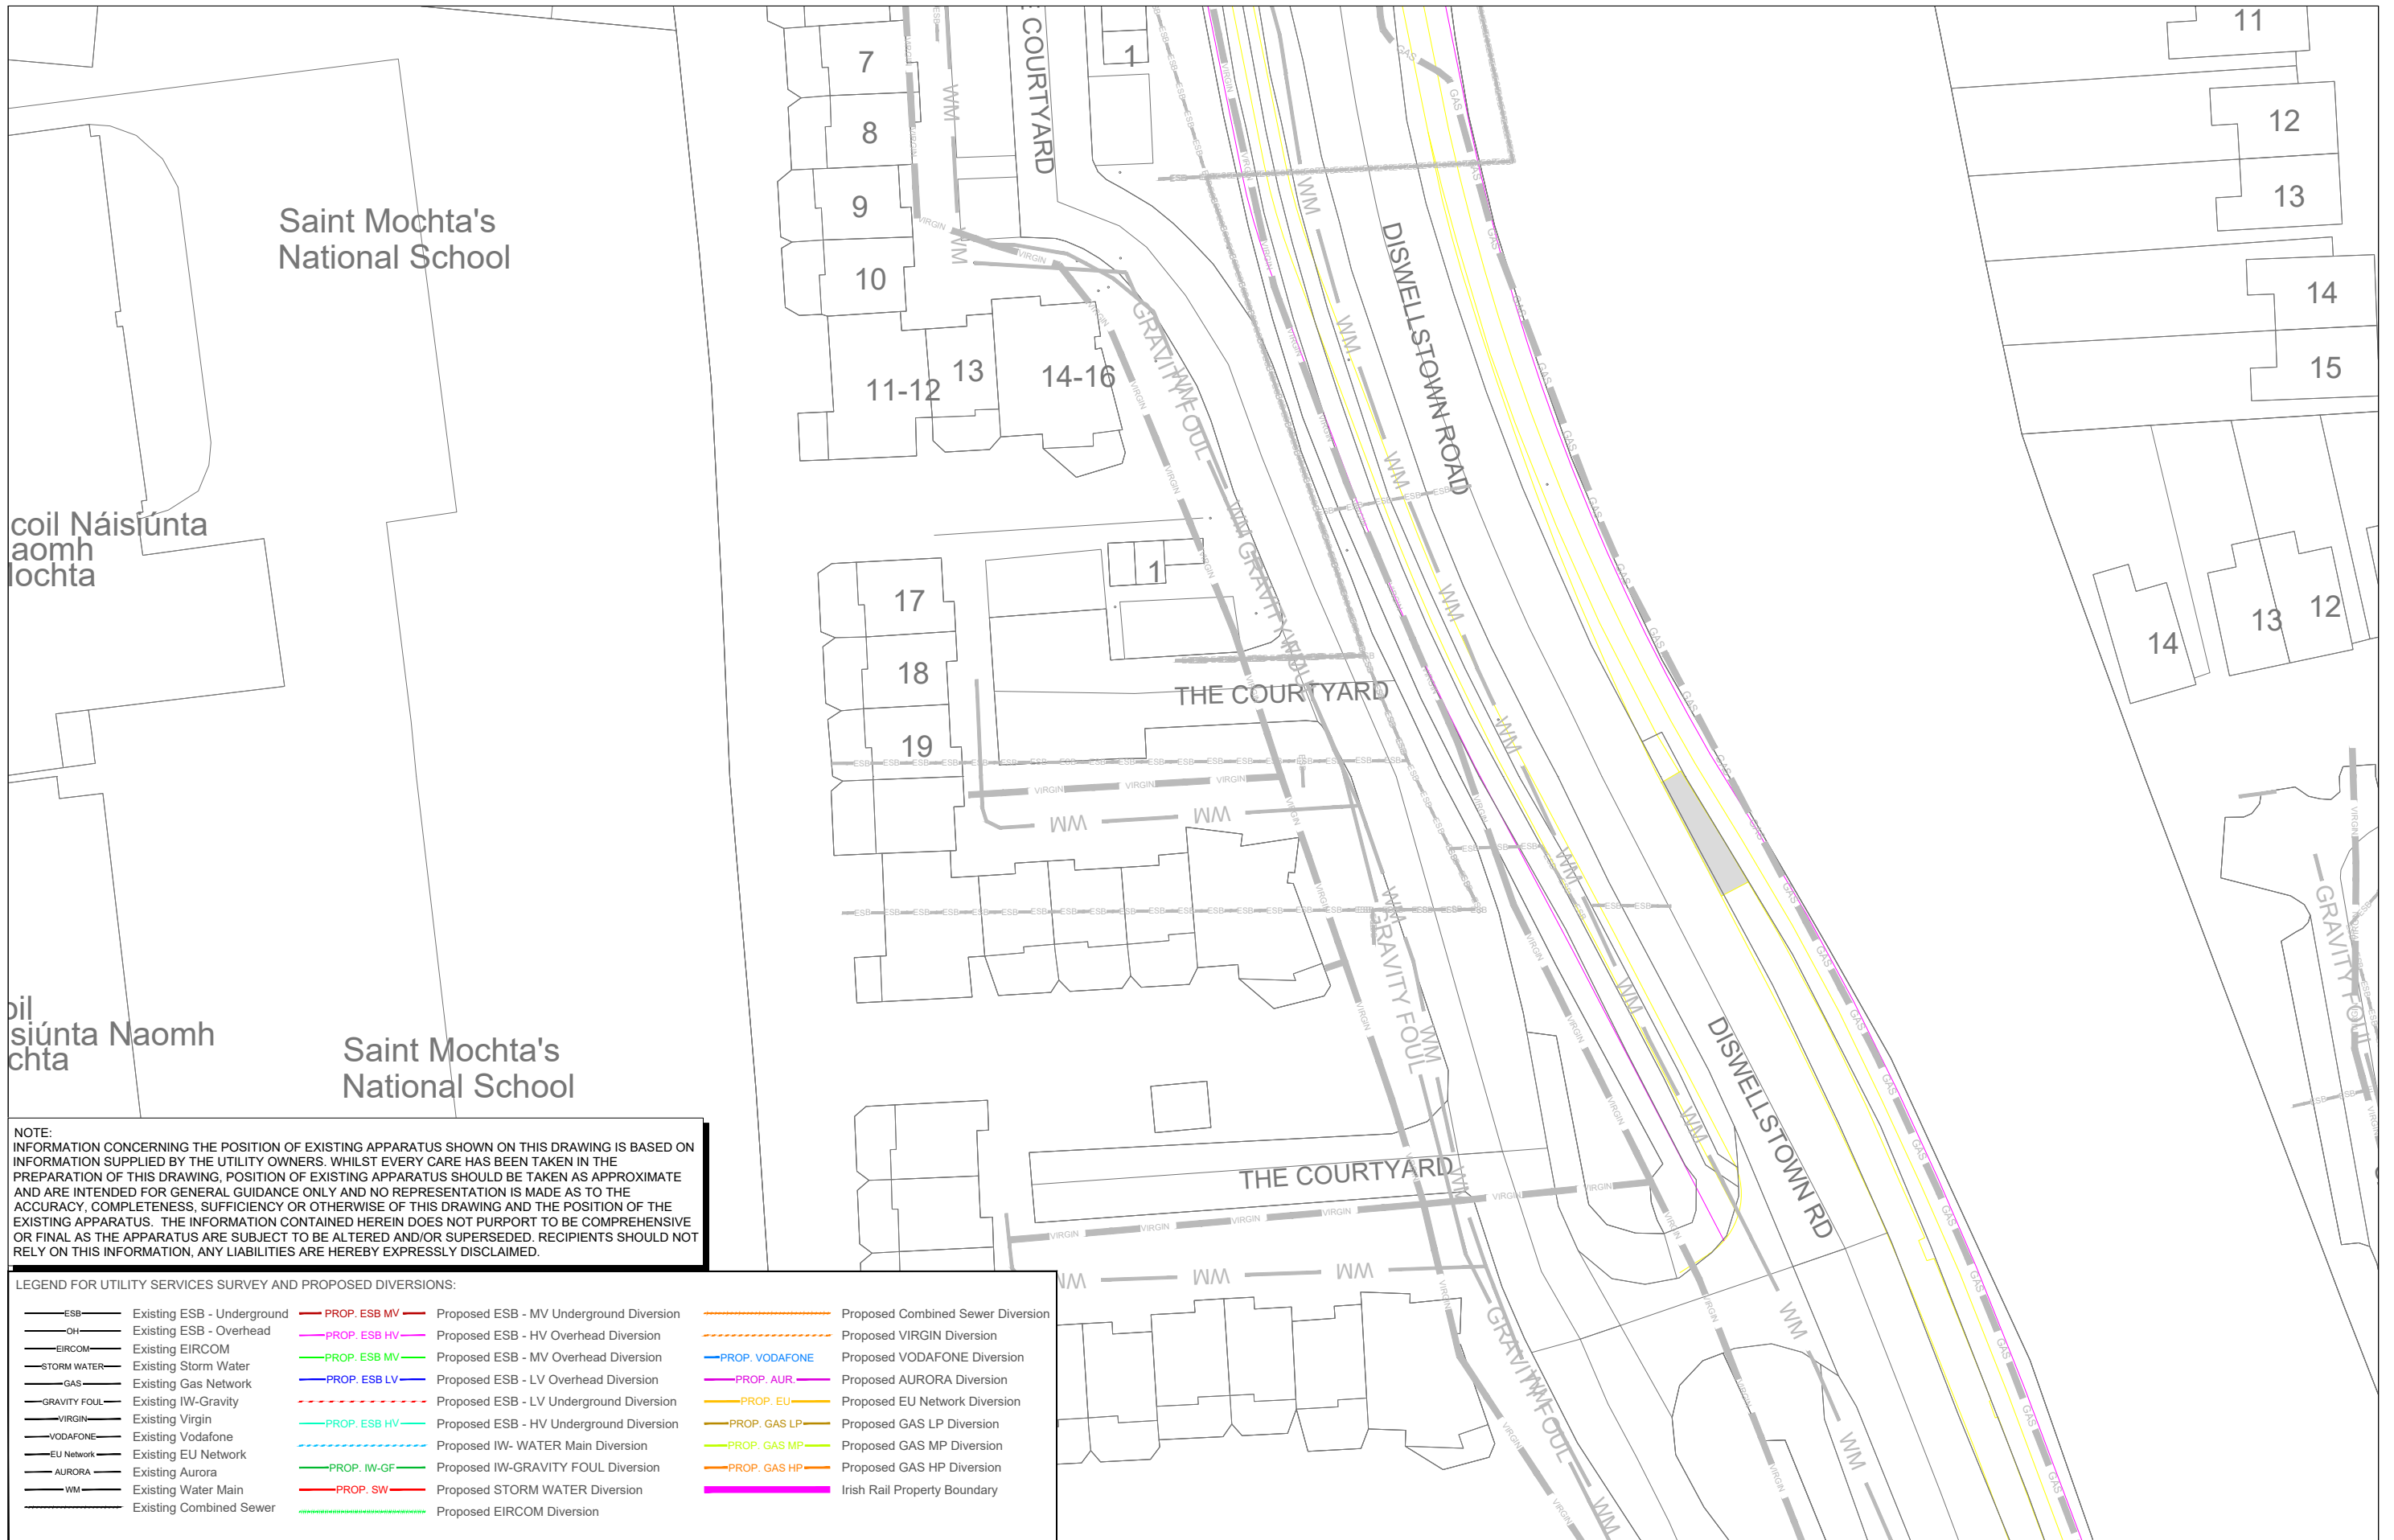 7
8
9
10
11-12
13
14-16
THE COURTYARD
1
11
12
13
14
15
Saint Mochta's
National School
DISWELLSTOWN ROAD
GRAVITY FOUL
WM
VIRGIN
ESB
GAS
coil Náisiúnta
aomh
lochta
17
18
19
1
THE COURTYARD
14
13
12
GRAVITY FOUL
siúnta Naomh
chta
Saint Mochta's
National School
GRAVITY FOUL
WM
THE COURTYARD
DISWELLSTOWN RD
GRAVITY FOUL
WM
NOTE:
INFORMATION CONCERNING THE POSITION OF EXISTING APPARATUS SHOWN ON THIS DRAWING IS BASED ON
INFORMATION SUPPLIED BY THE UTILITY OWNERS. WHILST EVERY CARE HAS BEEN TAKEN IN THE
PREPARATION OF THIS DRAWING, POSITION OF EXISTING APPARATUS SHOULD BE TAKEN AS APPROXIMATE
AND ARE INTENDED FOR GENERAL GUIDANCE ONLY AND NO REPRESENTATION IS MADE AS TO THE
ACCURACY, COMPLETENESS, SUFFICIENCY OR OTHERWISE OF THIS DRAWING AND THE POSITION OF THE
EXISTING APPARATUS. THE INFORMATION CONTAINED HEREIN DOES NOT PURPORT TO BE COMPREHENSIVE
OR FINAL AS THE APPARATUS ARE SUBJECT TO BE ALTERED AND/OR SUPERSEDED. RECIPIENTS SHOULD NOT
RELY ON THIS INFORMATION, ANY LIABILITIES ARE HEREBY EXPRESSLY DISCLAIMED.
LEGEND FOR UTILITY SERVICES SURVEY AND PROPOSED DIVERSIONS:
ESB Existing ESB - Underground
OH Existing ESB - Overhead
EIRCOM Existing EIRCOM
STORM WATER Existing Storm Water
GAS Existing Gas Network
GRAVITY FOUL Existing IW-Gravity
VIRGIN Existing Virgin
VODAFONE Existing Vodafone
EU Network Existing EU Network
AURORA Existing Aurora
WM Existing Water Main
Existing Combined Sewer
PROP. ESB MV Proposed ESB - MV Underground Diversion
PROP. ESB HV Proposed ESB - HV Overhead Diversion
PROP. ESB MV Proposed ESB - MV Overhead Diversion
PROP. ESB LV Proposed ESB - LV Overhead Diversion
Proposed ESB - LV Underground Diversion
PROP. ESB HV Proposed ESB - HV Underground Diversion
Proposed IW- WATER Main Diversion
PROP. IW-GF Proposed IW-GRAVITY FOUL Diversion
PROP. SW Proposed STORM WATER Diversion
Proposed EIRCOM Diversion
Proposed Combined Sewer Diversion
Proposed VIRGIN Diversion
PROP. VODAFONE Proposed VODAFONE Diversion
PROP. AUR. Proposed AURORA Diversion
PROP. EU Proposed EU Network Diversion
PROP. GAS LP Proposed GAS LP Diversion
PROP. GAS MP Proposed GAS MP Diversion
PROP. GAS HP Proposed GAS HP Diversion
Irish Rail Property Boundary